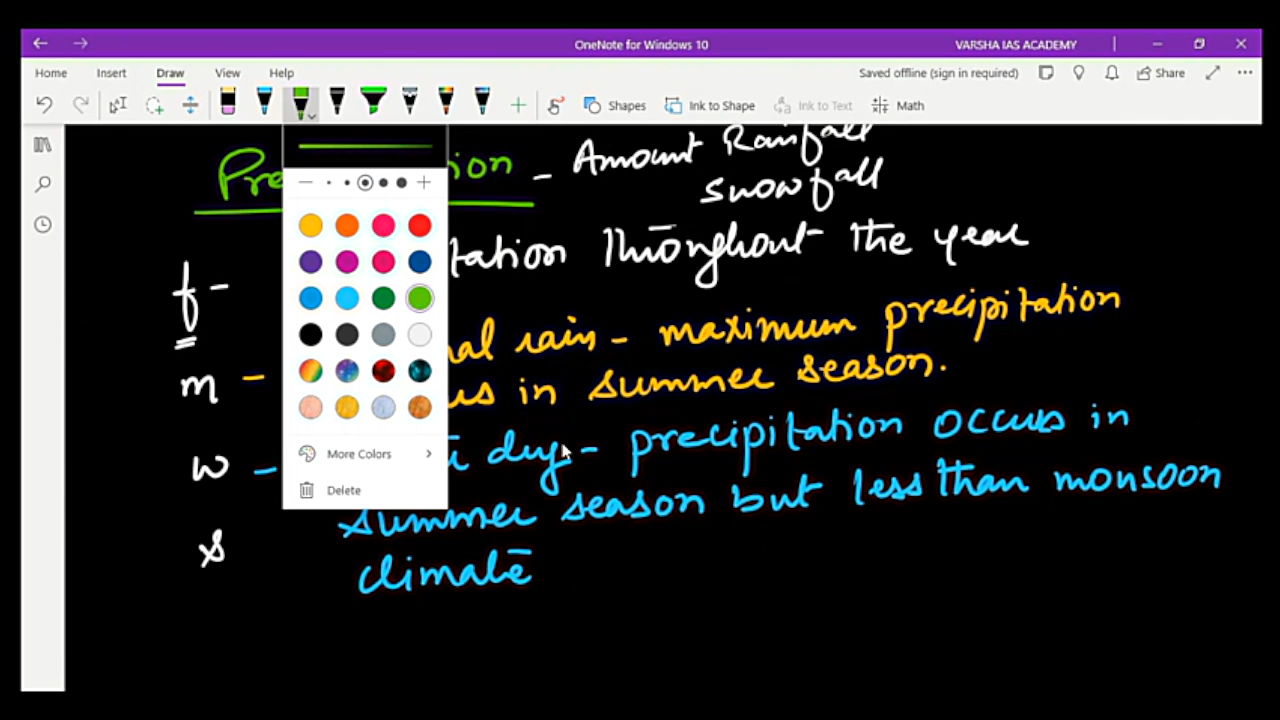 OneNote for Windows 10
VARSHA IAS ACADEMY
Home Insert Draw View Help
Saved offline (sign in required) Share
Shapes Ink to Shape Ink to Text Math
Pre ion - Amount Rainfall
snowfall
f - tation Throughout the year
m - nal rain - maximum precipitation
us in summer season.
w - dry - precipitation occurs in
summer season but less than monsoon
climate
s
More Colors
Delete